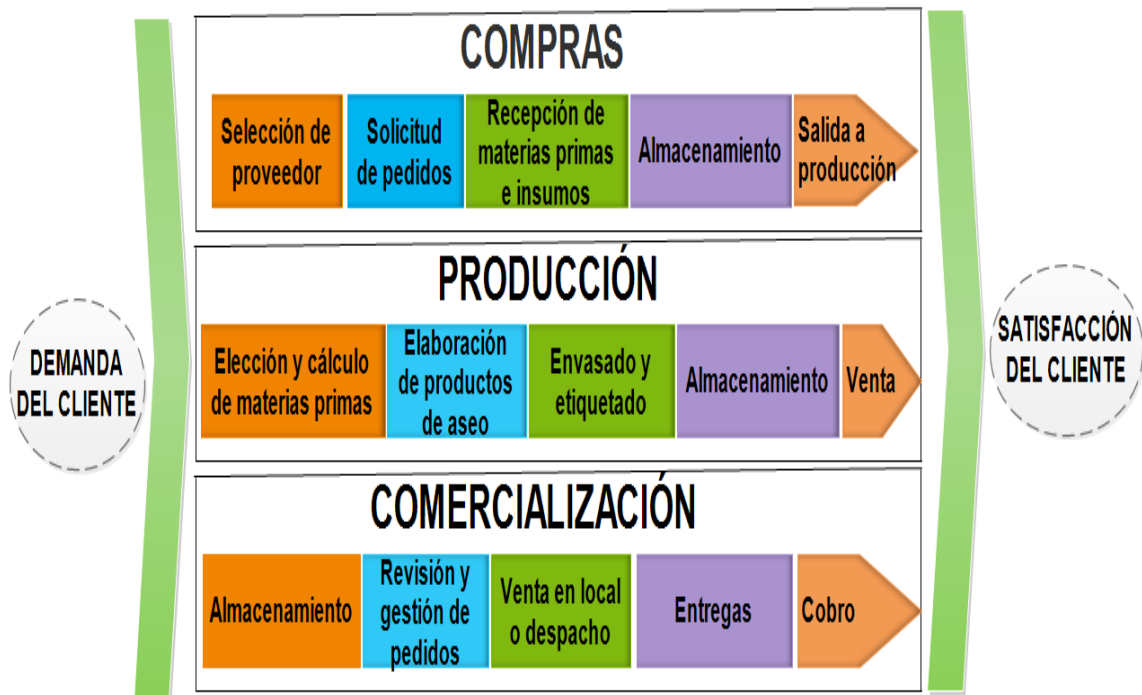 COMPRAS
Selección de
proveedor
Solicitud
de pedidos
Recepción de
materias primas
e insumos
Almacenamiento
Salida a
producción
PRODUCCIÓN
DEMANDA
DEL CLIENTE
Elección y cálculo
de materias primas
Elaboración
de productos
de aseo
Envasado y
etiquetado
Almacenamiento
Venta
SATISFACCIÓN
DEL CLIENTE
COMERCIALIZACIÓN
Almacenamiento
Revisión y
gestión de
pedidos
Venta en local
o despacho
Entregas
Cobro